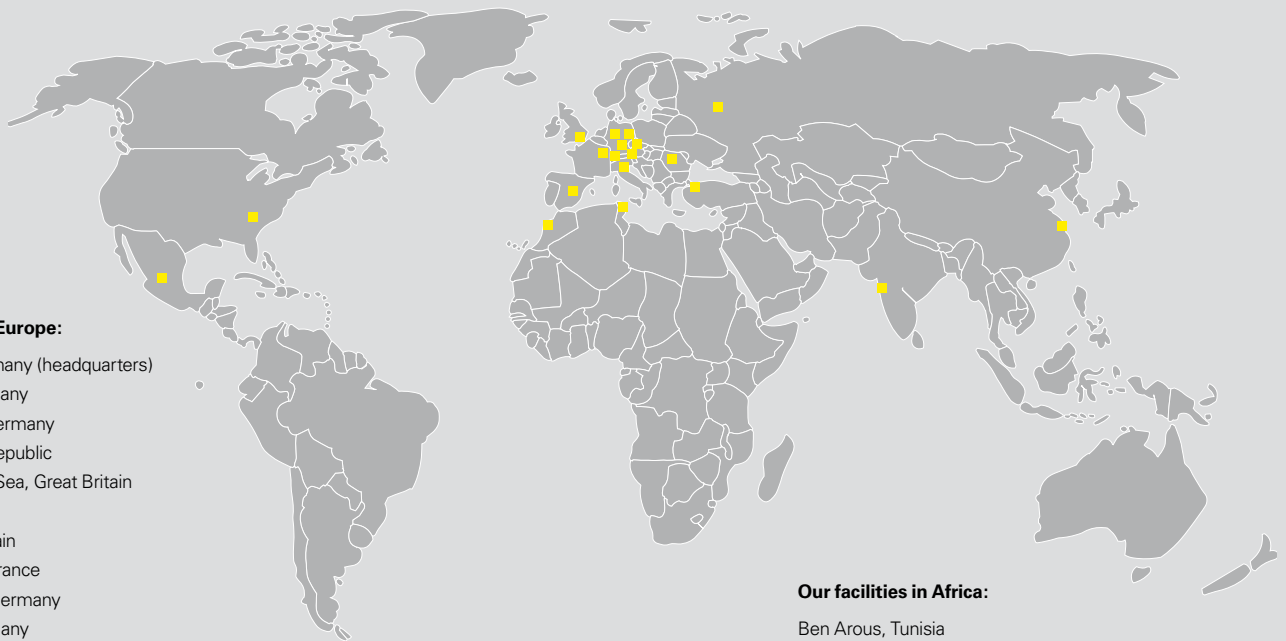 Europe:
many (headquarters)
any
ermany
epublic
Sea, Great Britain
in
rance
ermany
any
Our facilities in Africa:
Ben Arous, Tunisia